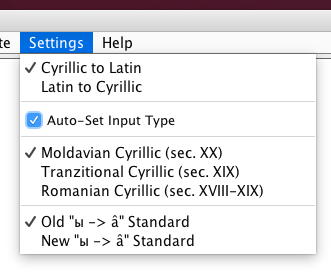 te Settings Help
Cyrillic to Latin
Latin to Cyrillic
Auto-Set Input Type
Moldavian Cyrillic (sec. XX)
Tranzitional Cyrillic (sec. XIX)
Romanian Cyrillic (sec. XVIII-XIX)
Old "ы -> â" Standard
New "ы -> â" Standard